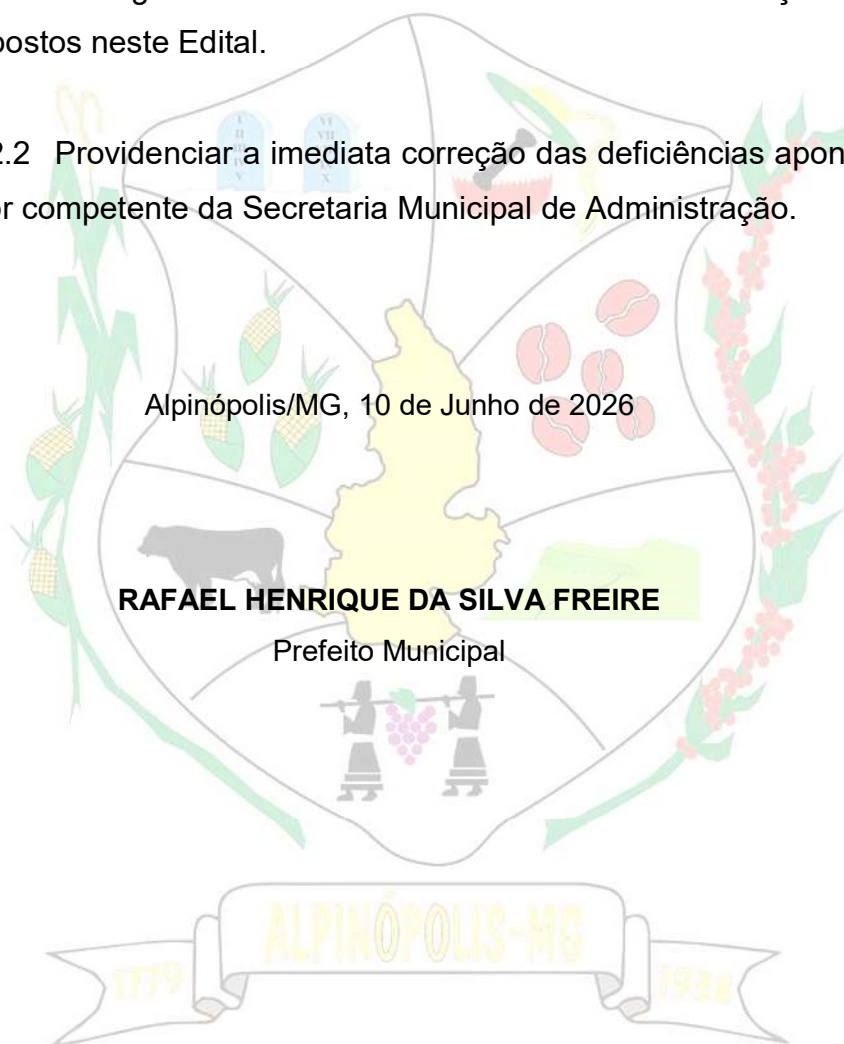 postos neste Edital.
2.2 Providenciar a imediata correção das deficiências apon
r competente da Secretaria Municipal de Administração.
Alpinópolis/MG, 10 de Junho de 2026
RAFAEL HENRIQUE DA SILVA FREIRE
Prefeito Municipal
ALPINÓPOLIS-MG
1779
1938